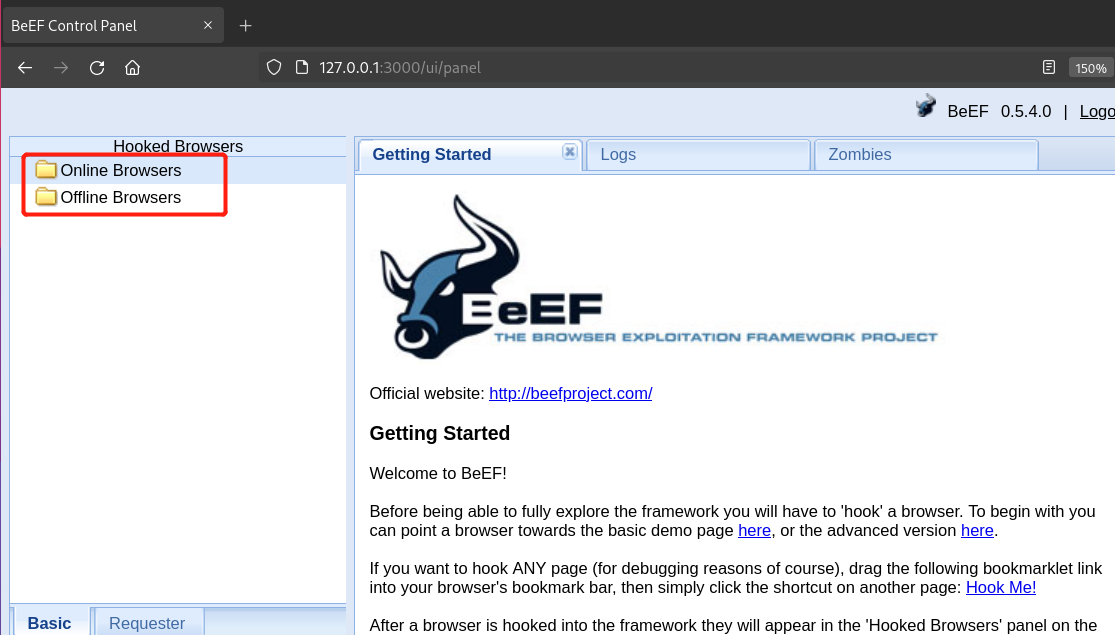 BeEF Control Panel
127.0.0.1:3000/ui/panel
150%
BeEF 0.5.4.0 | Logo
Hooked Browsers
Online Browsers
Offline Browsers
Getting Started
Logs
Zombies
BeEF
THE BROWSER EXPLOITATION FRAMEWORK PROJECT
Official website: http://beefproject.com/
Getting Started
Welcome to BeEF!
Before being able to fully explore the framework you will have to 'hook' a browser. To begin with you
can point a browser towards the basic demo page here, or the advanced version here.
If you want to hook ANY page (for debugging reasons of course), drag the following bookmarklet link
into your browser's bookmark bar, then simply click the shortcut on another page: Hook Me!
After a browser is hooked into the framework they will appear in the 'Hooked Browsers' panel on the
Basic
Requester